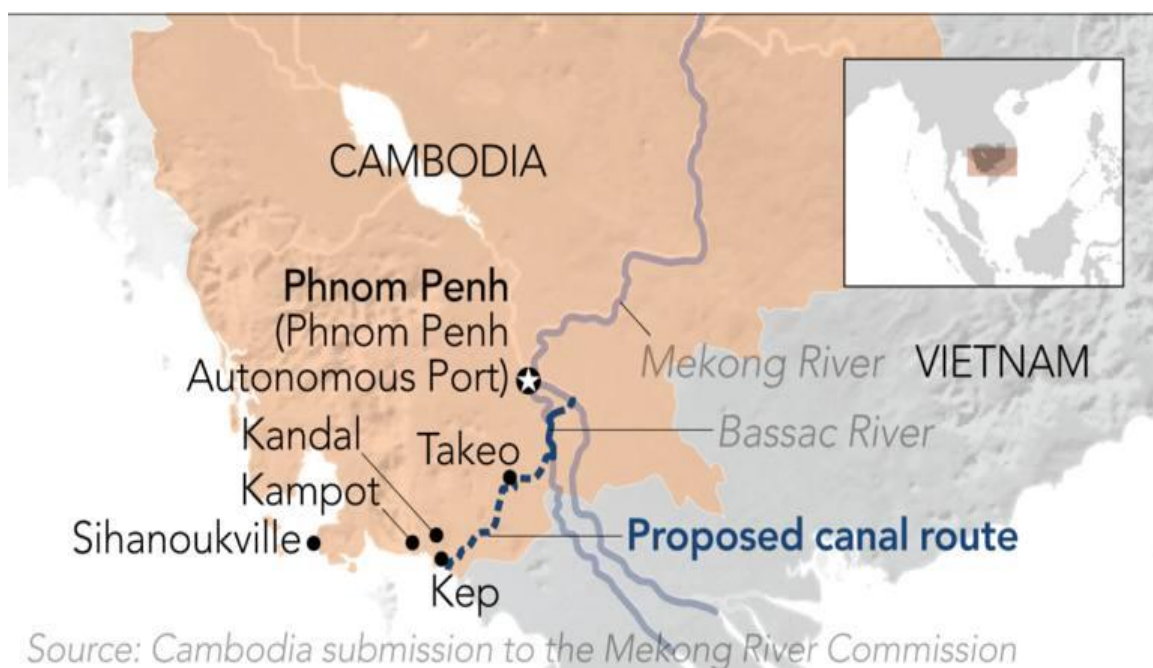 CAMBODIA
Phnom Penh
(Phnom Penh
Autonomous Port)
Mekong River
VIETNAM
Bassac River
Kandal
Takeo
Kampot
Sihanoukville
Proposed canal route
Kep
Source: Cambodia submission to the Mekong River Commission